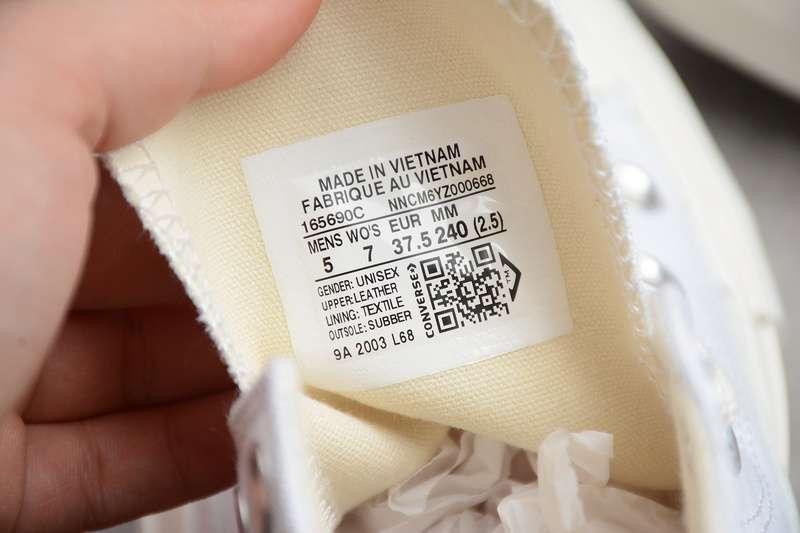 MADE IN VIETNAM
FABRIQUE AU VIETNAM
165690C NNCM6YZ000668
MENS WO'S EUR MM
5 7 37.5 240 (2.5)
GENDER: UNISEX
UPPER: LEATHER
LINING: TEXTILE
OUTSOLE: SUBBER
9A 2003 L68
CONVERSE
TM